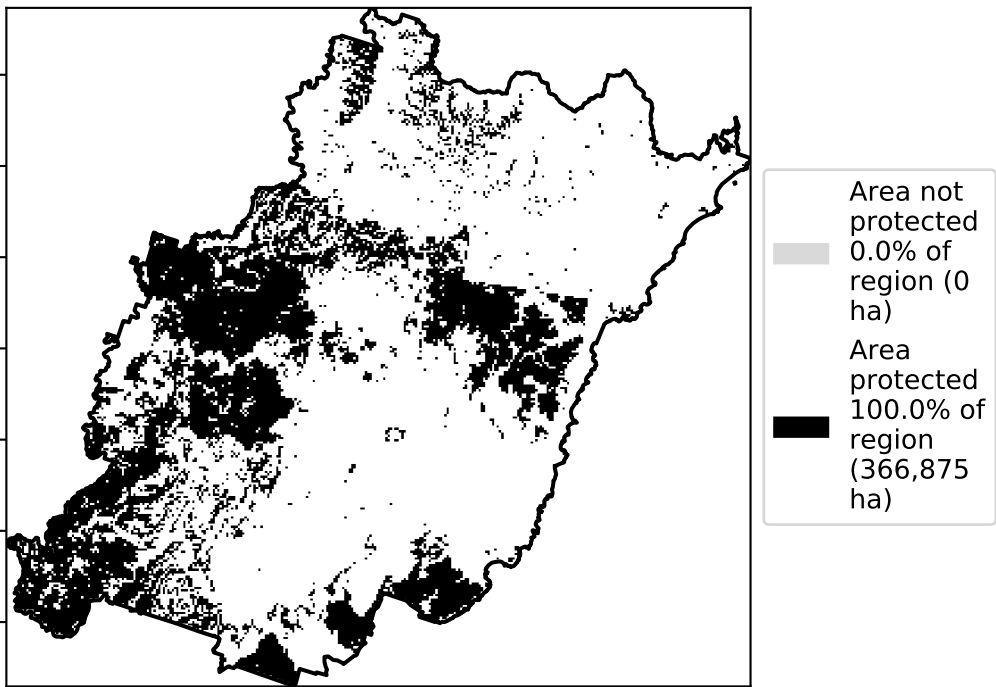 Area not
protected
0.0% of
region (0
ha)
Area
protected
100.0% of
region
(366,875
ha)